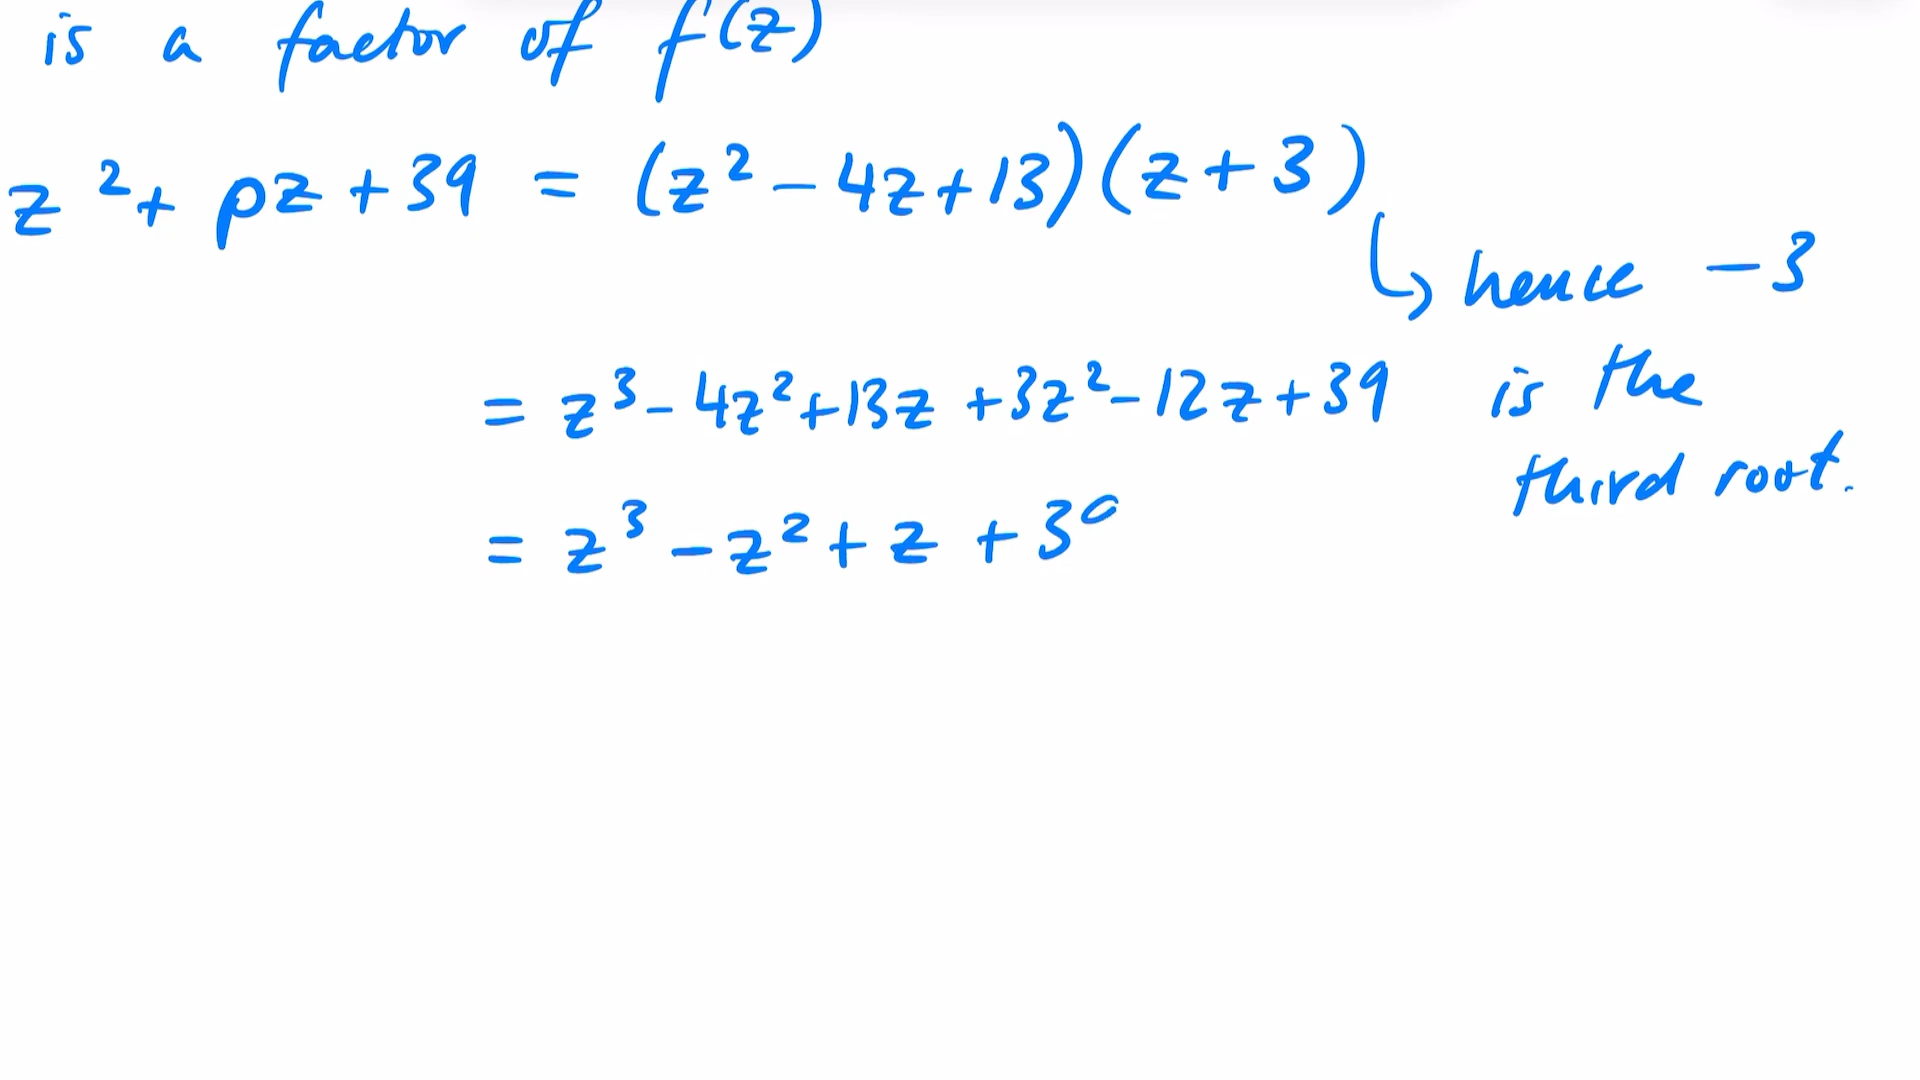 is a factor of f(z)
z² + pz + 39 = (z² - 4z + 13)(z + 3)
↳ hence -3
= z³ - 4z² + 13z + 3z² - 12z + 39
is the
third root.
= z³ - z² + z + 3